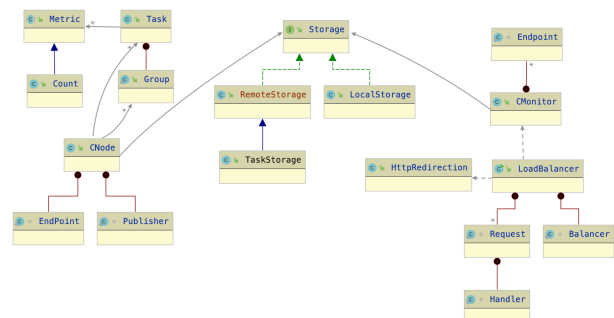 Metric
Task
Storage
Endpoint
*
*
Count
Group
RemoteStorage
LocalStorage
CMonitor
*
CNode
TaskStorage
HttpRedirection
LoadBalancer
EndPoint
Publisher
*
Request
Balancer
Handler